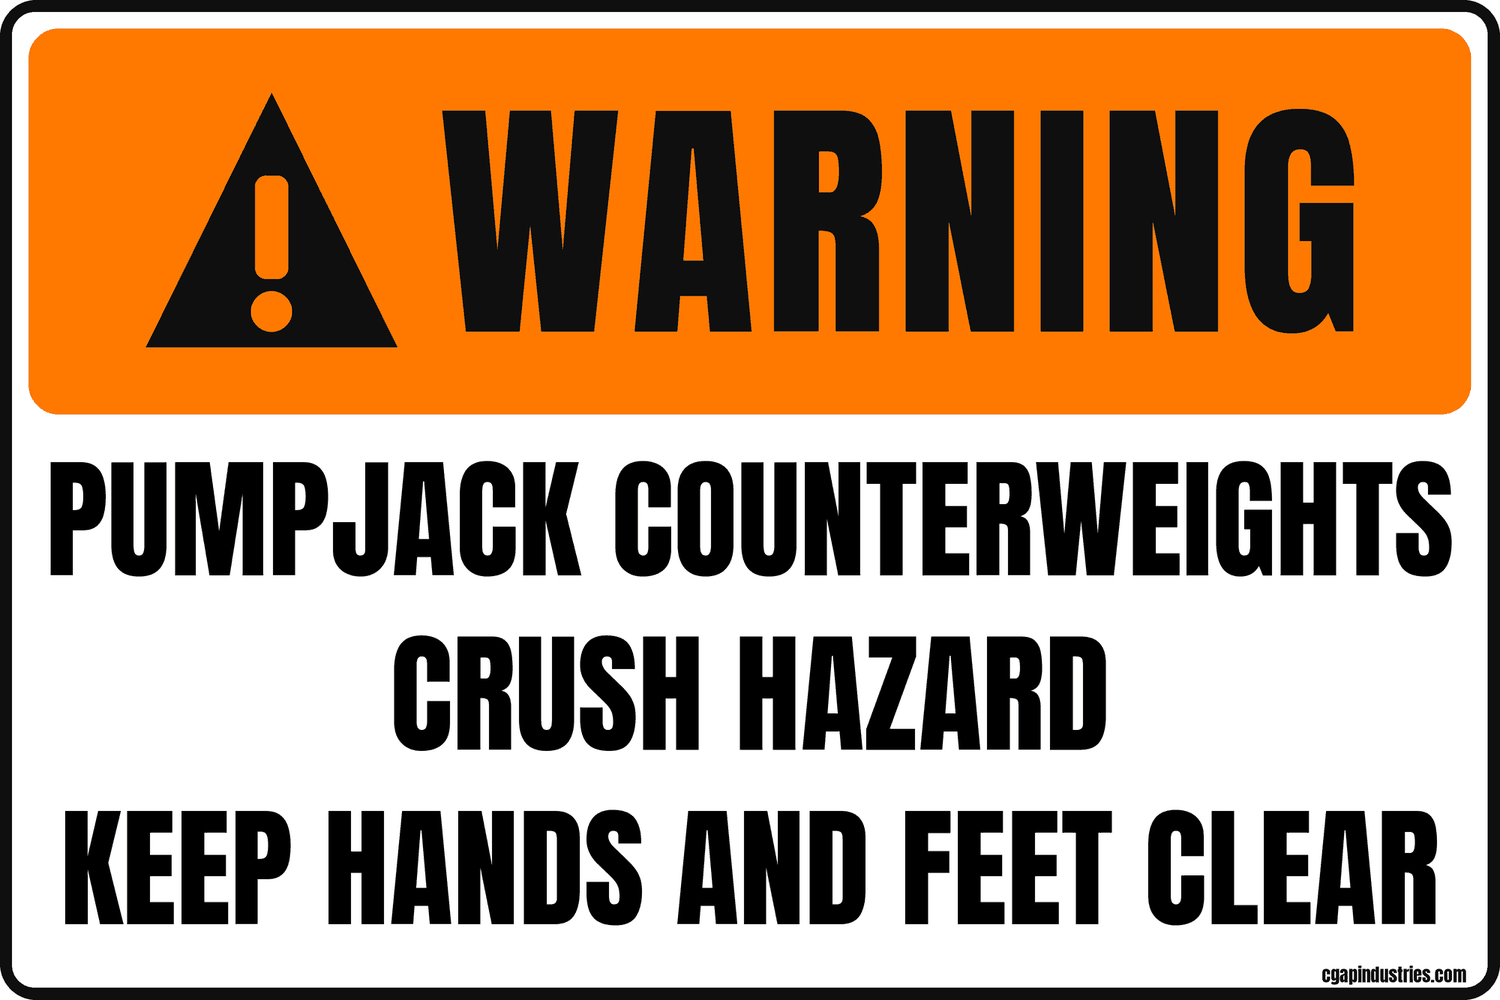 WARNING
PUMPJACK COUNTERWEIGHTS
CRUSH HAZARD
KEEP HANDS AND FEET CLEAR
cgapindustries.com